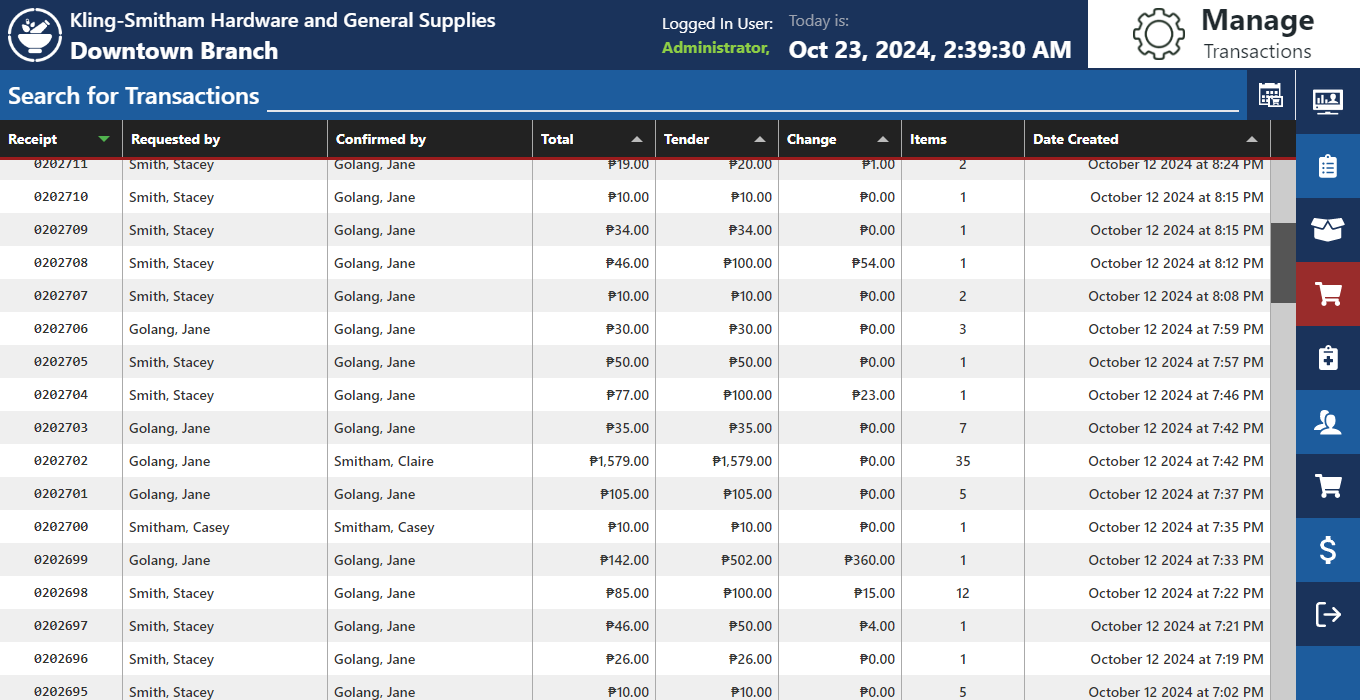 Kling-Smitham Hardware and General Supplies
Downtown Branch
Logged In User:
Administrator,
Today is:
Oct 23, 2024, 2:39:30 AM
Manage
Transactions
Search for Transactions
Receipt Requested by Confirmed by Total Tender Change Items Date Created
0202711 Smith, Stacey Golang, Jane ₱19.00 ₱20.00 ₱1.00 2 October 12 2024 at 8:24 PM
0202710 Smith, Stacey Golang, Jane ₱10.00 ₱10.00 ₱0.00 1 October 12 2024 at 8:15 PM
0202709 Smith, Stacey Golang, Jane ₱34.00 ₱34.00 ₱0.00 1 October 12 2024 at 8:15 PM
0202708 Smith, Stacey Golang, Jane ₱46.00 ₱100.00 ₱54.00 1 October 12 2024 at 8:12 PM
0202707 Smith, Stacey Golang, Jane ₱10.00 ₱10.00 ₱0.00 2 October 12 2024 at 8:08 PM
0202706 Golang, Jane Golang, Jane ₱30.00 ₱30.00 ₱0.00 3 October 12 2024 at 7:59 PM
0202705 Smith, Stacey Golang, Jane ₱50.00 ₱50.00 ₱0.00 1 October 12 2024 at 7:57 PM
0202704 Smith, Stacey Golang, Jane ₱77.00 ₱100.00 ₱23.00 1 October 12 2024 at 7:46 PM
0202703 Golang, Jane Golang, Jane ₱35.00 ₱35.00 ₱0.00 7 October 12 2024 at 7:42 PM
0202702 Golang, Jane Smitham, Claire ₱1,579.00 ₱1,579.00 ₱0.00 35 October 12 2024 at 7:42 PM
0202701 Golang, Jane Golang, Jane ₱105.00 ₱105.00 ₱0.00 5 October 12 2024 at 7:37 PM
0202700 Smitham, Casey Smitham, Casey ₱10.00 ₱10.00 ₱0.00 1 October 12 2024 at 7:35 PM
0202699 Golang, Jane Golang, Jane ₱142.00 ₱502.00 ₱360.00 1 October 12 2024 at 7:33 PM
0202698 Smith, Stacey Golang, Jane ₱85.00 ₱100.00 ₱15.00 12 October 12 2024 at 7:22 PM
0202697 Smith, Stacey Golang, Jane ₱46.00 ₱50.00 ₱4.00 1 October 12 2024 at 7:21 PM
0202696 Smith, Stacey Golang, Jane ₱26.00 ₱26.00 ₱0.00 1 October 12 2024 at 7:19 PM
0202695 Smith, Stacey Golang, Jane ₱10.00 ₱10.00 ₱0.00 5 October 12 2024 at 7:02 PM